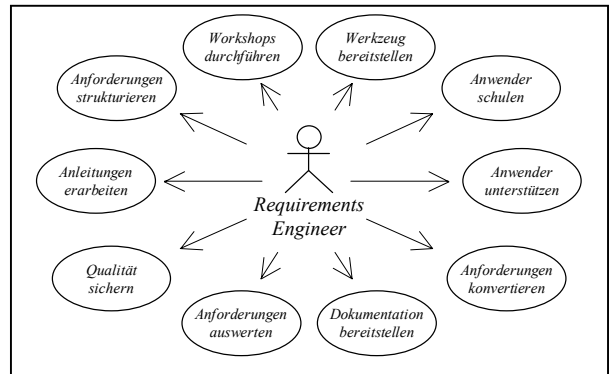 Workshops
durchführen
Werkzeug
bereitstellen
Anforderungen
strukturieren
Anwender
schulen
Anleitungen
erarbeiten
Requirements
Engineer
Anwender
unterstützen
Qualität
sichern
Anforderungen
konvertieren
Anforderungen
auswerten
Dokumentation
bereitstellen